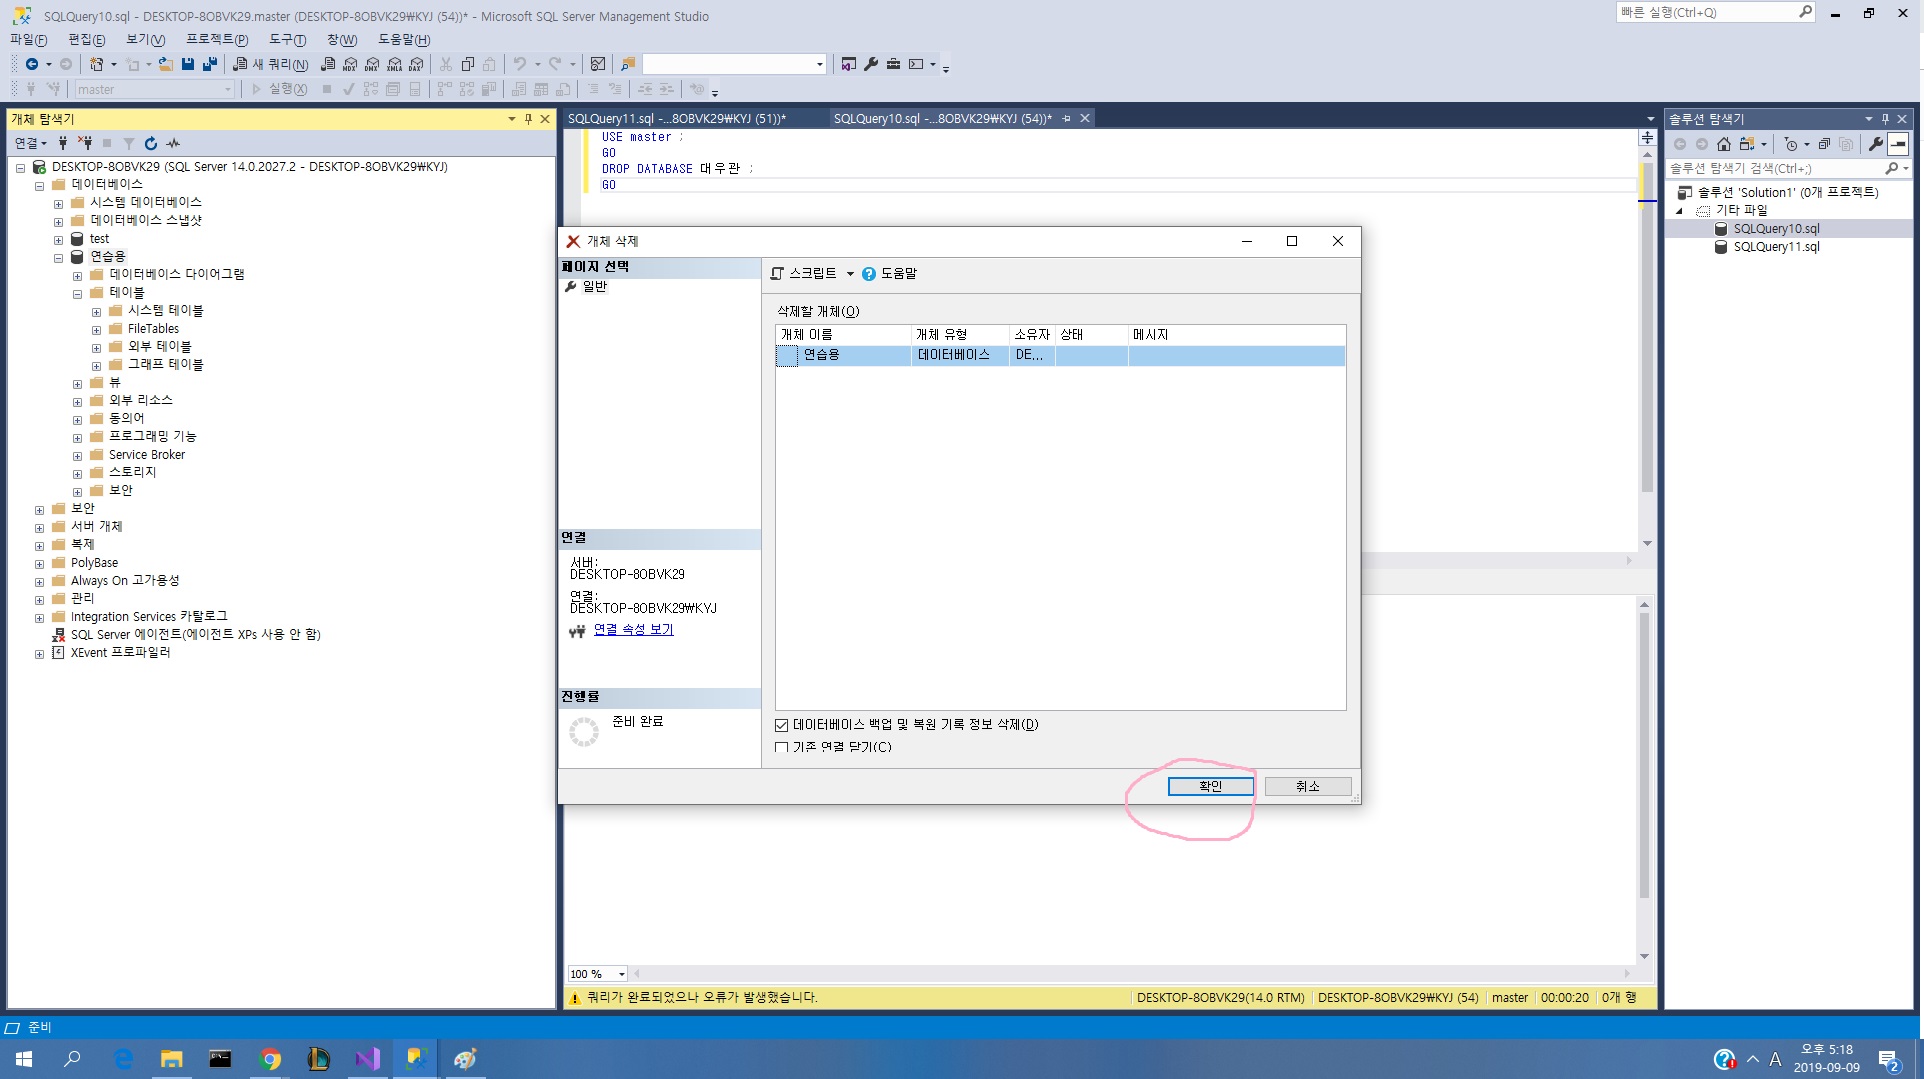 SQLQuery10.sql - DESKTOP-8OBVK29.master (DESKTOP-8OBVK29₩KYJ (54))* - Microsoft SQL Server Management Studio
빠른 실행(Ctrl+Q)
파일(F) 편집(E) 보기(V) 프로젝트(P) 도구(T) 창(W) 도움말(H)
새 쿼리(N) MDX DMX XMLA DAX
master 실행(X)
개체 탐색기
연결
DESKTOP-8OBVK29 (SQL Server 14.0.2027.2 - DESKTOP-8OBVK29₩KYJ)
데이터베이스
시스템 데이터베이스
데이터베이스 스냅샷
test
연습용
데이터베이스 다이어그램
테이블
시스템 테이블
FileTables
외부 테이블
그래프 테이블
뷰
외부 리소스
동의어
프로그래밍 기능
Service Broker
스토리지
보안
보안
서버 개체
복제
PolyBase
Always On 고가용성
관리
Integration Services 카탈로그
SQL Server 에이전트(에이전트 XPs 사용 안 함)
XEvent 프로파일러
SQLQuery11.sql -...8OBVK29₩KYJ (51))*
SQLQuery10.sql -...8OBVK29₩KYJ (54))*
USE master ;
GO
DROP DATABASE 대우관 ;
GO
개체 삭제
페이지 선택
일반
스크립트 도움말
삭제할 개체(O)
개체 이름 개체 유형 소유자 상태 메시지
연습용 데이터베이스 DE...
연결
서버:
DESKTOP-8OBVK29
연결:
DESKTOP-8OBVK29₩KYJ
연결 속성 보기
진행률
준비 완료
데이터베이스 백업 및 복원 기록 정보 삭제(D)
기존 연결 닫기(C)
확인 취소
100 %
쿼리가 완료되었으나 오류가 발생했습니다.
DESKTOP-8OBVK29(14.0 RTM) DESKTOP-8OBVK29₩KYJ (54) master 00:00:20 0개 행
솔루션 탐색기
솔루션 탐색기 검색(Ctrl+;)
솔루션 'Solution1' (0개 프로젝트)
기타 파일
SQLQuery10.sql
SQLQuery11.sql
준비
A
오후 5:18
2019-09-09
2